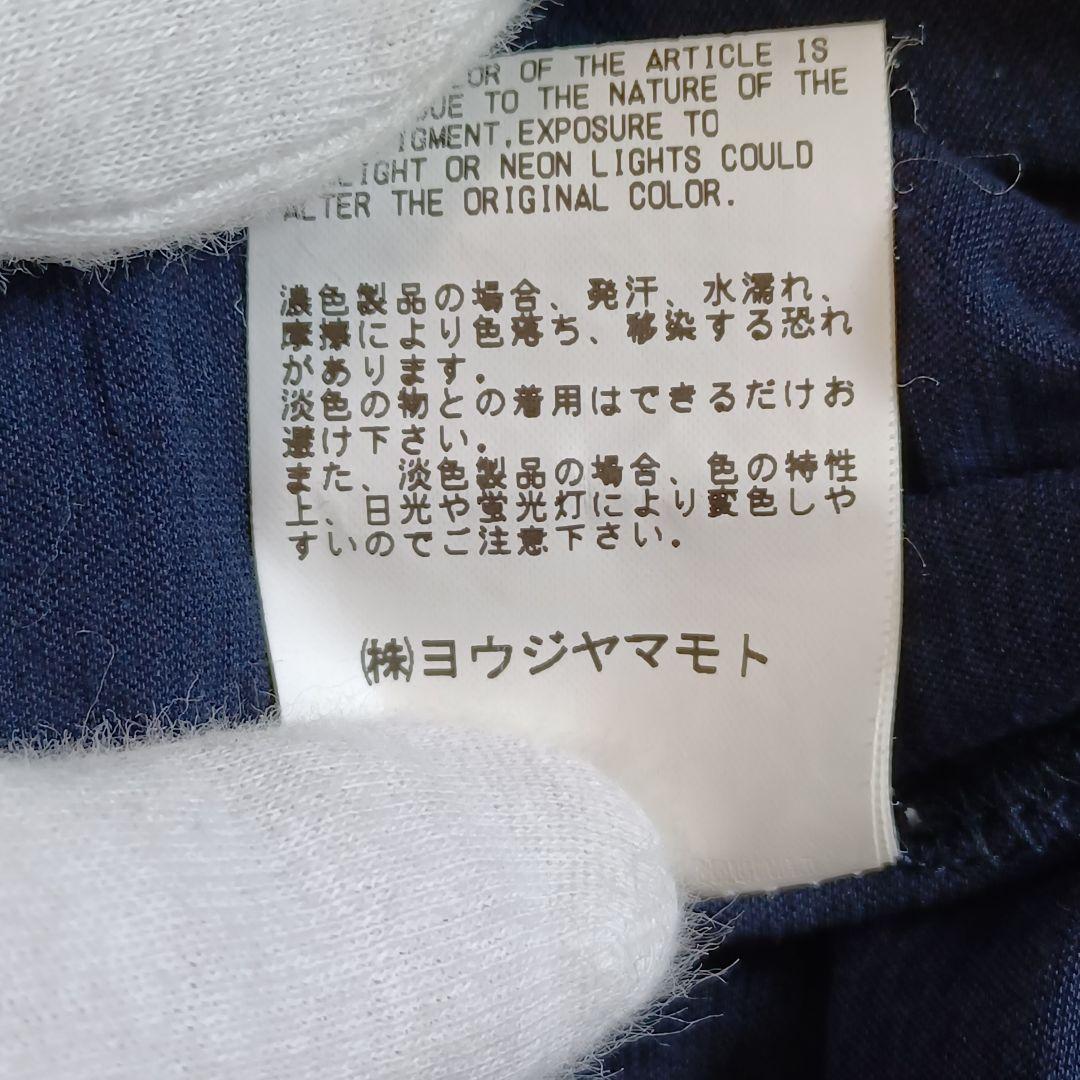 OF THE ARTICLE IS
DUE TO THE NATURE OF THE
EXPOSURE TO
LIGHT OR NEON LIGHTS COULD
ALTER THE ORIGINAL COLOR.
濃色製品の場合、発汗、水漏れ、
摩擦により色落ち、移染する恐れ
があります。
淡色の物との着用はできるだけお
避け下さい。
また、淡色製品の場合、色の特性
上、日光や蛍光灯により変色しや
すいのでご注意下さい。
㈱ヨウジヤマモト